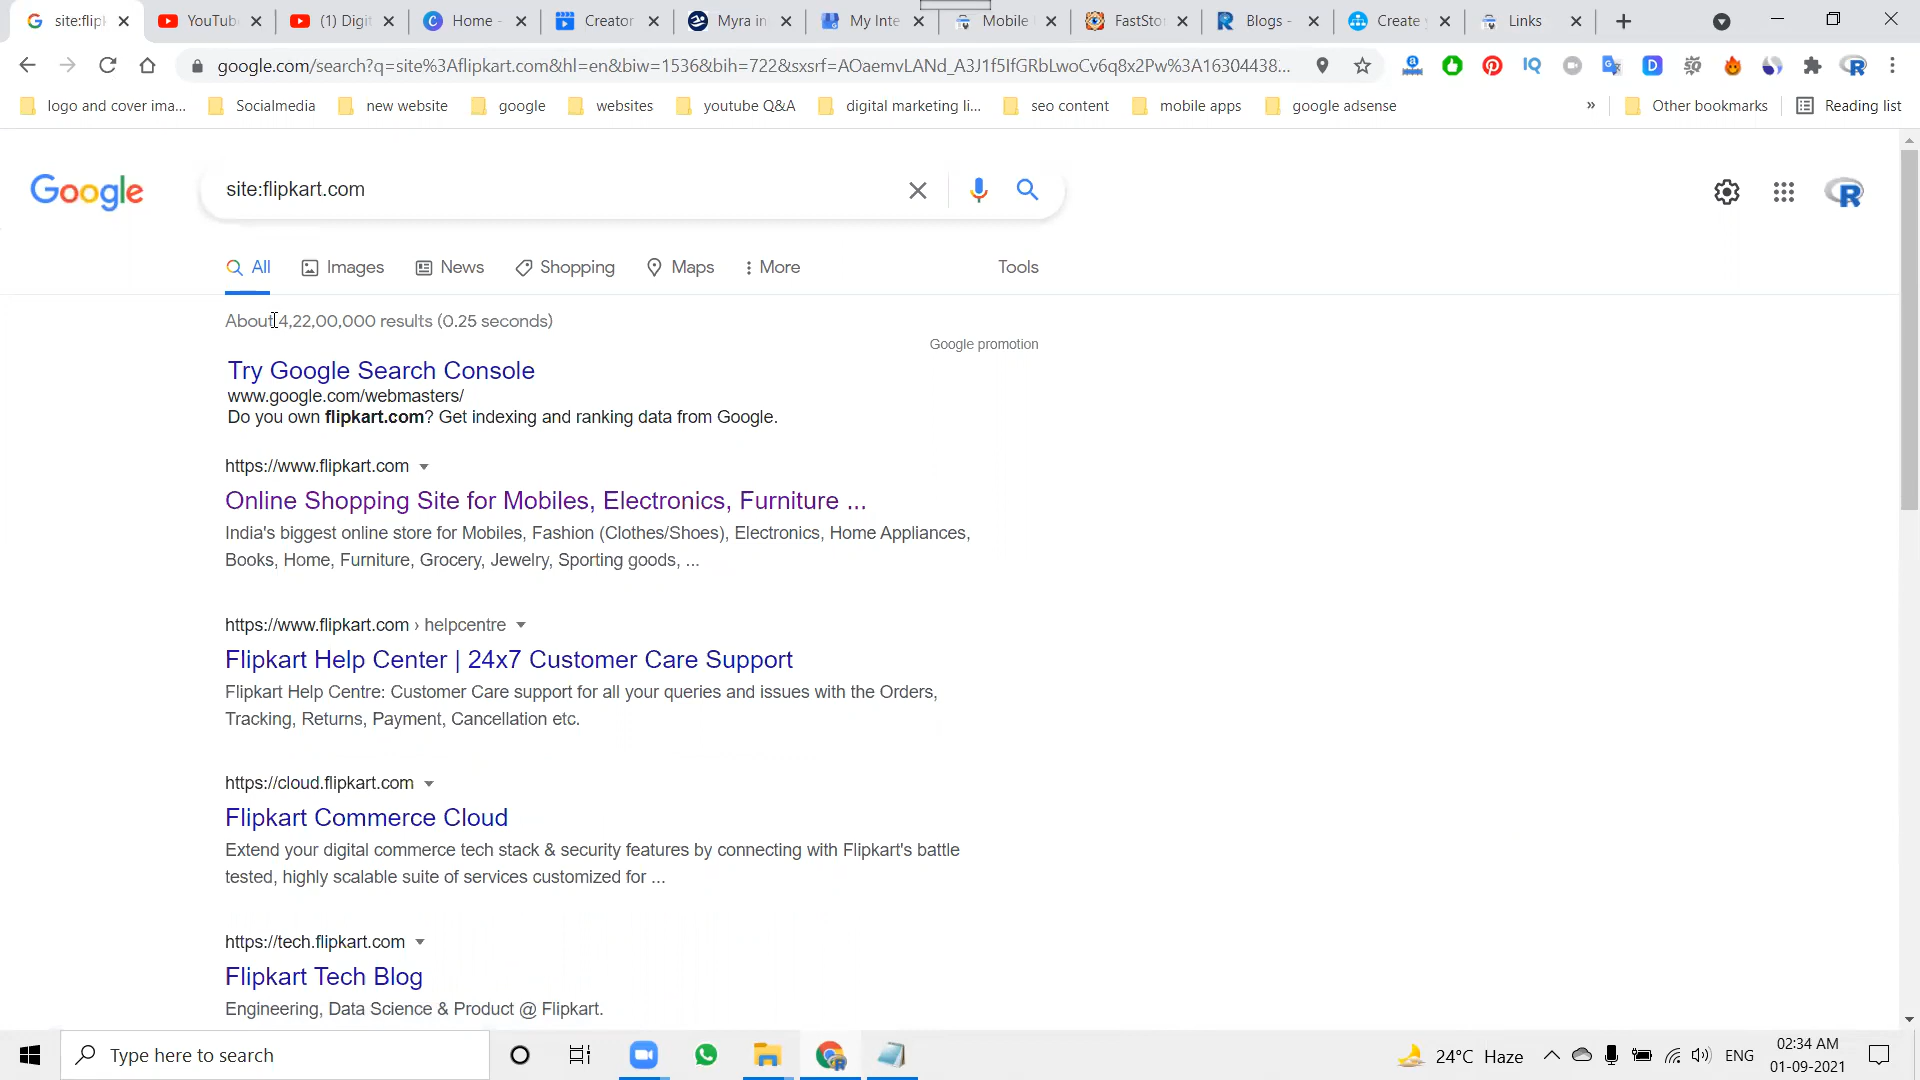 site:flipk
YouTub
(1) Digit
Home -
Creator
Myra in
My Inte
Mobile
FastSto
Blogs -
Create y
Links
google.com/search?q=site%3Aflipkart.com&hl=en&biw=1536&bih=722&sxsrf=AOaemvLANd_A3J1f5IfGRbLwoCv6q8x2Pw%3A16304438...
logo and cover ima...
Socialmedia
new website
google
websites
youtube Q&A
digital marketing li...
seo content
mobile apps
google adsense
»
Other bookmarks
Reading list
Google
site:flipkart.com
All
Images
News
Shopping
Maps
More
Tools
About 4,22,00,000 results (0.25 seconds)
Google promotion
Try Google Search Console
www.google.com/webmasters/
Do you own flipkart.com? Get indexing and ranking data from Google.
https://www.flipkart.com
Online Shopping Site for Mobiles, Electronics, Furniture ...
India's biggest online store for Mobiles, Fashion (Clothes/Shoes), Electronics, Home Appliances,
Books, Home, Furniture, Grocery, Jewelry, Sporting goods, ...
https://www.flipkart.com › helpcentre
Flipkart Help Center | 24x7 Customer Care Support
Flipkart Help Centre: Customer Care support for all your queries and issues with the Orders,
Tracking, Returns, Payment, Cancellation etc.
https://cloud.flipkart.com
Flipkart Commerce Cloud
Extend your digital commerce tech stack & security features by connecting with Flipkart's battle
tested, highly scalable suite of services customized for ...
https://tech.flipkart.com
Flipkart Tech Blog
Engineering, Data Science & Product @ Flipkart.
Type here to search
24°C Haze
ENG
02:34 AM
01-09-2021